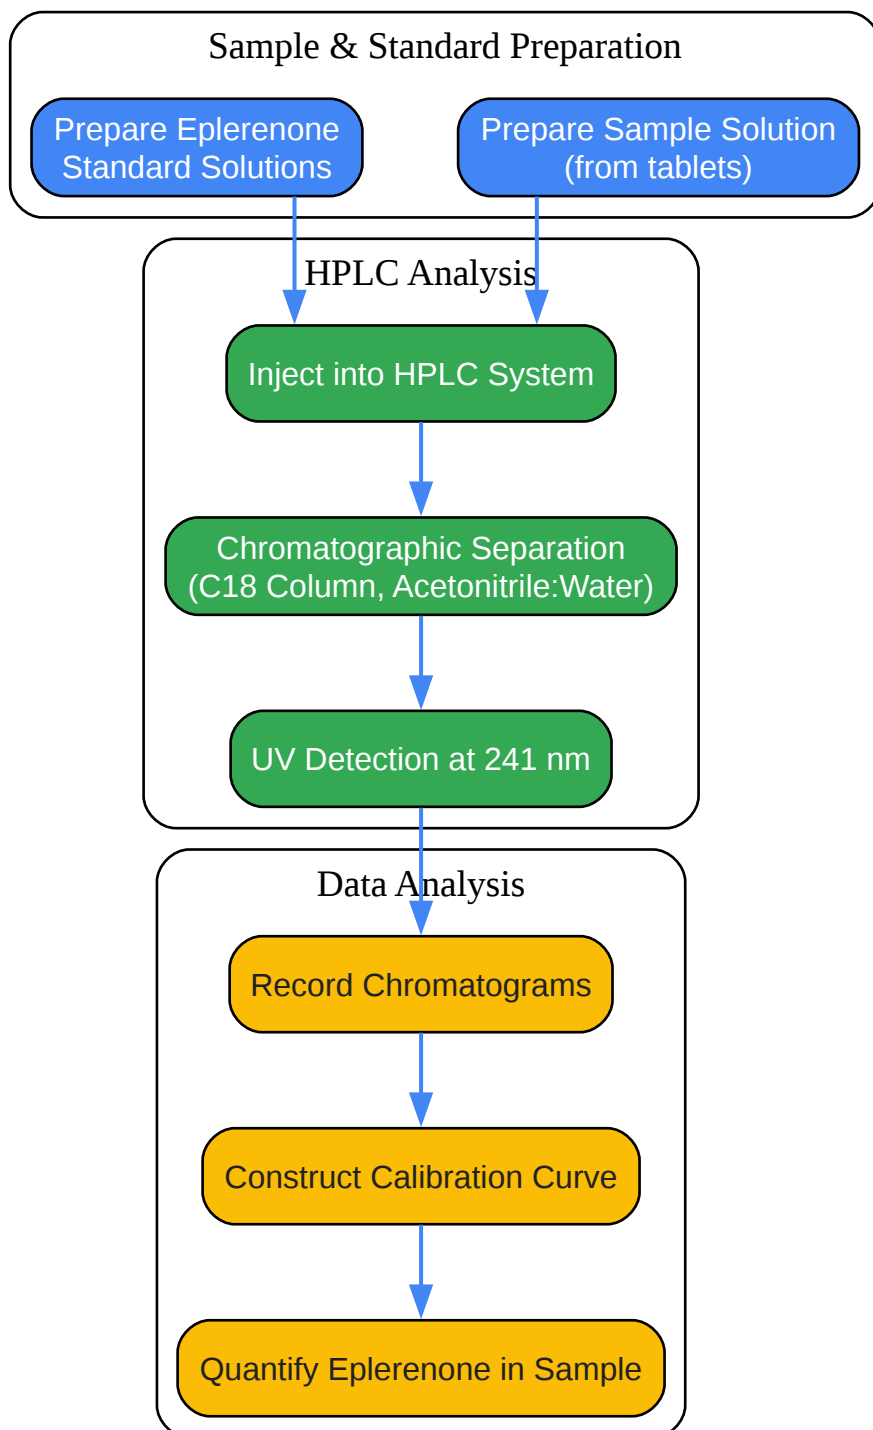 Sample & Standard Preparation
Prepare Eplerenone
Standard Solutions
Prepare Sample Solution
(from tablets)
HPLC Analysis
Inject into HPLC System
Chromatographic Separation
(C18 Column, Acetonitrile:Water)
UV Detection at 241 nm
Data Analysis
Record Chromatograms
Construct Calibration Curve
Quantify Eplerenone in Sample